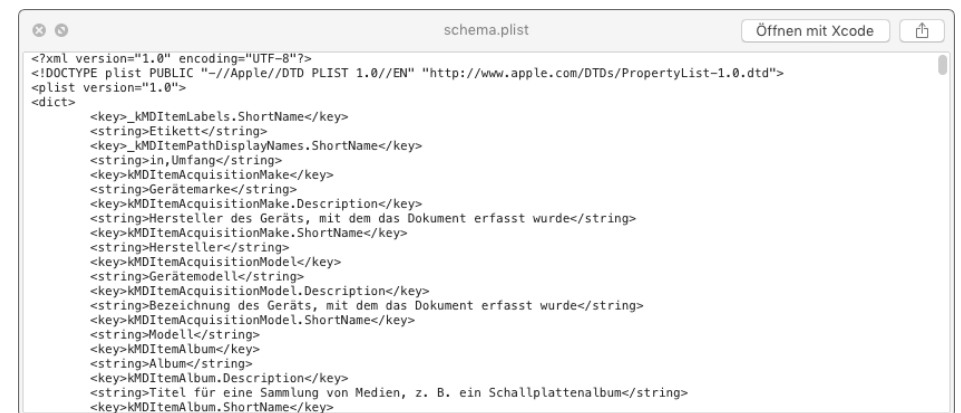 schema.plist
Öffnen mit Xcode
<?xml version="1.0" encoding="UTF-8"?>
<!DOCTYPE plist PUBLIC "-//Apple//DTD PLIST 1.0//EN" "http://www.apple.com/DTDs/PropertyList-1.0.dtd">
<plist version="1.0">
<dict>
<key>_kMDItemLabels.ShortName</key>
<string>Etikett</string>
<key>_kMDItemPathDisplayNames.ShortName</key>
<string>in,Umfang</string>
<key>kMDItemAcquisitionMake</key>
<string>Gerätemarke</string>
<key>kMDItemAcquisitionMake.Description</key>
<string>Hersteller des Geräts, mit dem das Dokument erfasst wurde</string>
<key>kMDItemAcquisitionMake.ShortName</key>
<string>Hersteller</string>
<key>kMDItemAcquisitionModel</key>
<string>Gerätemodell</string>
<key>kMDItemAcquisitionModel.Description</key>
<string>Bezeichnung des Geräts, mit dem das Dokument erfasst wurde</string>
<key>kMDItemAcquisitionModel.ShortName</key>
<string>Modell</string>
<key>kMDItemAlbum</key>
<string>Album</string>
<key>kMDItemAlbum.Description</key>
<string>Titel für eine Sammlung von Medien, z. B. ein Schallplattenalbum</string>
<key>kMDItemAlbum.ShortName</key>